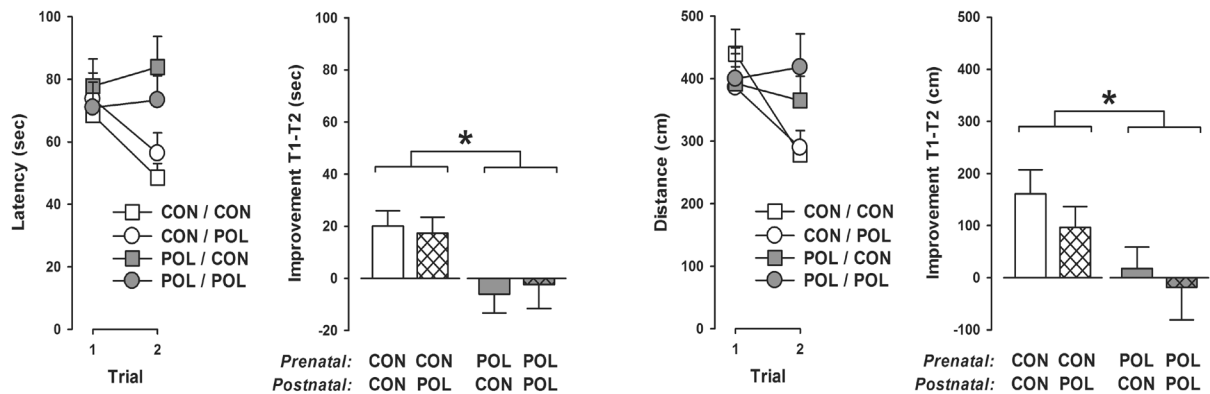 Latency (sec)
100
80
60
40
20
0
1 2
Trial
CON / CON
CON / POL
POL / CON
POL / POL
Improvement T1-T2 (sec)
100
80
60
40
20
0
-20
*
Prenatal: CON CON POL POL
Postnatal: CON POL CON POL
Distance (cm)
500
400
300
200
100
0
1 2
Trial
CON / CON
CON / POL
POL / CON
POL / POL
Improvement T1-T2 (cm)
500
400
300
200
100
0
-100
*
Prenatal: CON CON POL POL
Postnatal: CON POL CON POL